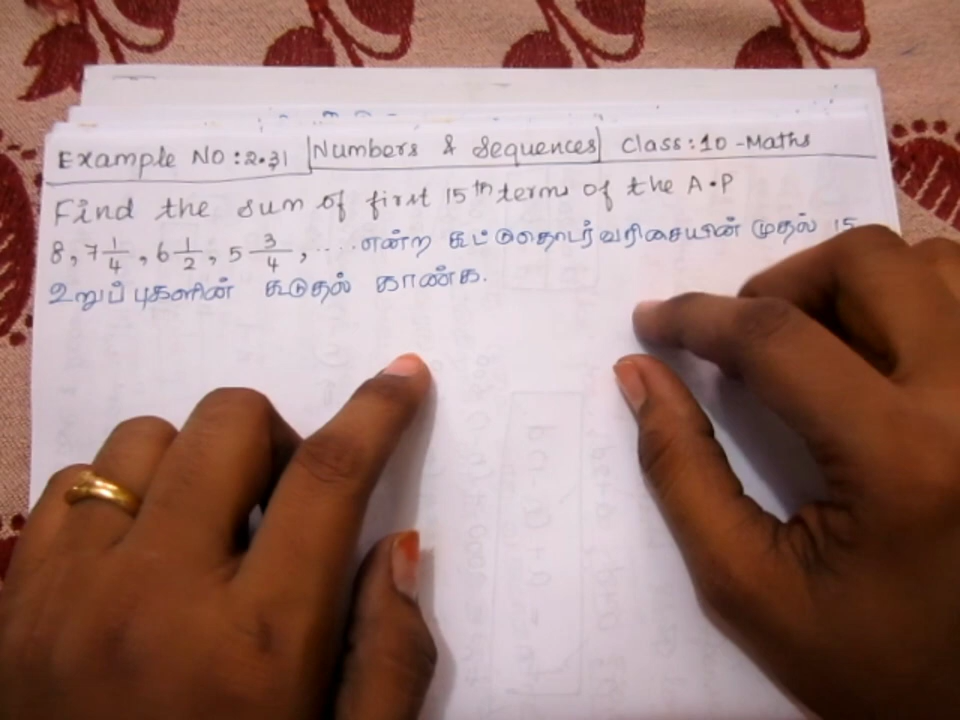 Example No : 2.31 | Numbers & Sequences | Class : 10 - Maths
Find the sum of first 15th terms of the A.P
8, 7 1/4, 6 1/2, 5 3/4, .... என்ற கூட்டுதொடர் வரிசையின் முதல் 15
உறுப்புகளின் கூடுதல் காண்க.